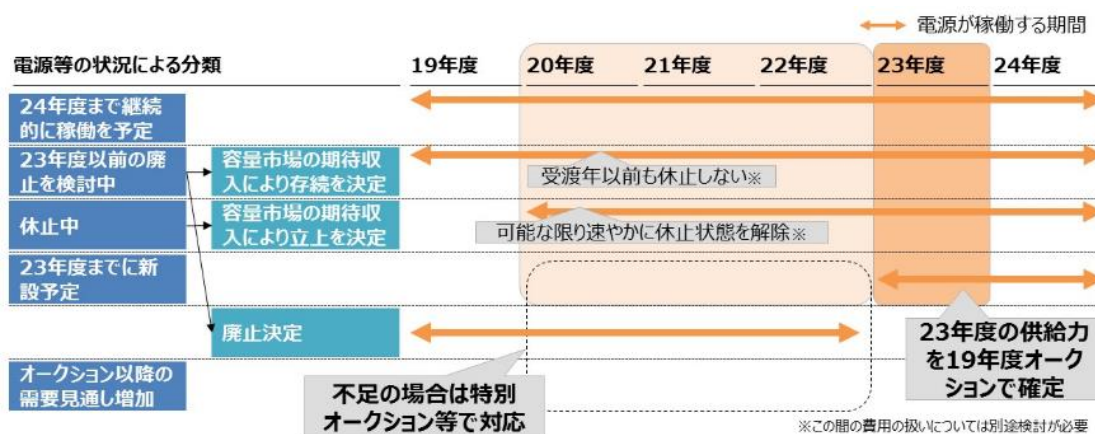 電源が稼働する期間
電源等の状況による分類
19年度
20年度
21年度
22年度
23年度
24年度
24年度まで継続
的に稼働を予定
23年度以前の廃
止を検討中
容量市場の期待収
入により存続を決定
受渡年以前も休止しない※
休止中
容量市場の期待収
入により立上を決定
可能な限り速やかに休止状態を解除※
23年度までに新
設予定
廃止決定
23年度の供給力
を19年度オーク
ションで確定
オークション以降の
需要見通し増加
不足の場合は特別
オークション等で対応
※この間の費用の扱いについては別途検討が必要